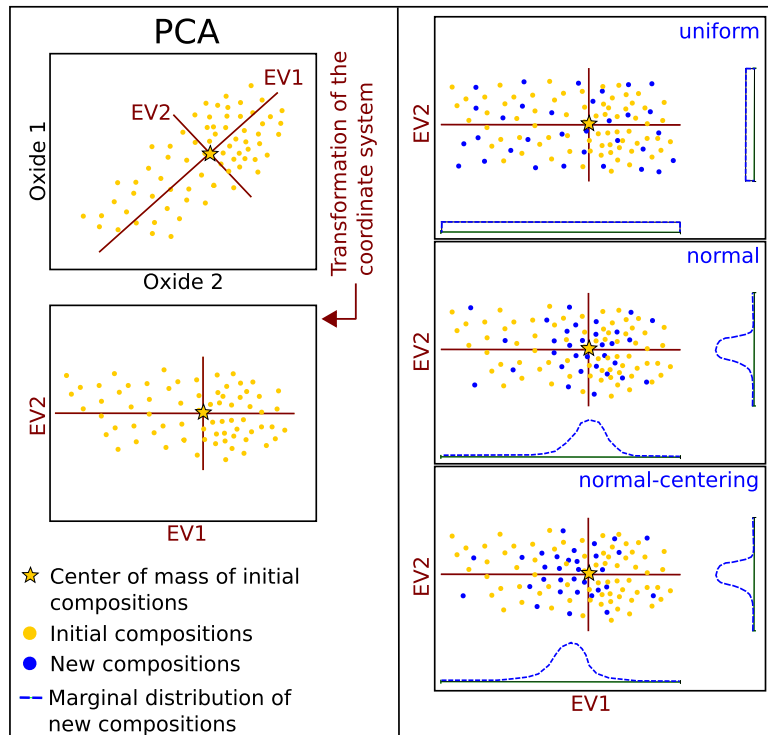 PCA
EV1
EV2
Oxide 1
Oxide 2
Transformation of the
coordinate system
EV2
EV1
Center of mass of initial
compositions
Initial compositions
New compositions
Marginal distribution of
new compositions
uniform
EV2
normal
EV2
normal-centering
EV2
EV1